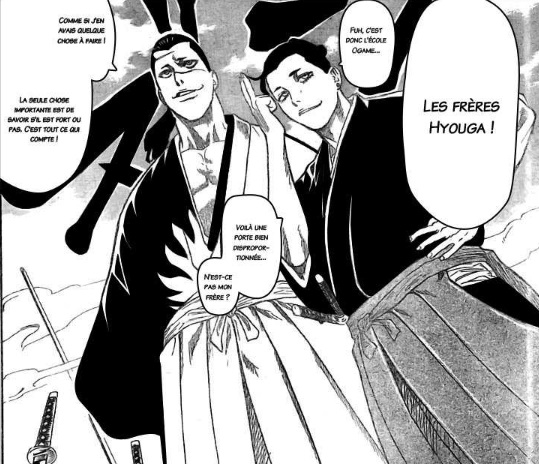 Les frères
Hyouga !
Fuh, c'est
donc l'école
Ogame...
Comme si j'en
avais quelque
chose à faire !
La seule chose
importante est de
savoir s'il est fort ou
pas. C'est tout ce qui
compte !
Voilà une
porte bien
dispropor-
tionnée...
N'est-ce
pas mon
frère ?